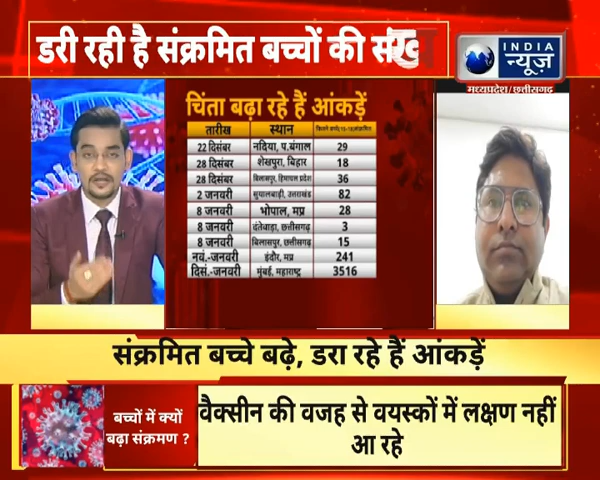 डरी रही है संक्रमित बच्चों की सं
INDIA
न्यूज़
मध्यप्रदेश/छत्तीसगढ़
चिंता बढ़ा रहे हैं आंकड़ें
तारीख स्थान
22 दिसंबर नदिया, प.बंगाल 29
28 दिसंबर शेखपुरा, बिहार 18
28 दिसंबर बिलासपुर, हिमाचल प्रदेश 36
2 जनवरी सुयालबाड़ी, उत्तराखंड 82
8 जनवरी भोपाल, मप्र 28
8 जनवरी दंतेवाड़ा, छत्तीसगढ़ 3
8 जनवरी बिलासपुर, छत्तीसगढ़ 15
नवं.-जनवरी इंदौर, मप्र 241
दिसं.-जनवरी मुंबई, महाराष्ट्र 3516
संक्रमित बच्चे बढ़े, डरा रहे हैं आंकड़ें
बच्चों में क्यों
बढ़ा संक्रमण ?
वैक्सीन की वजह से वयस्कों में लक्षण नहीं
आ रहे